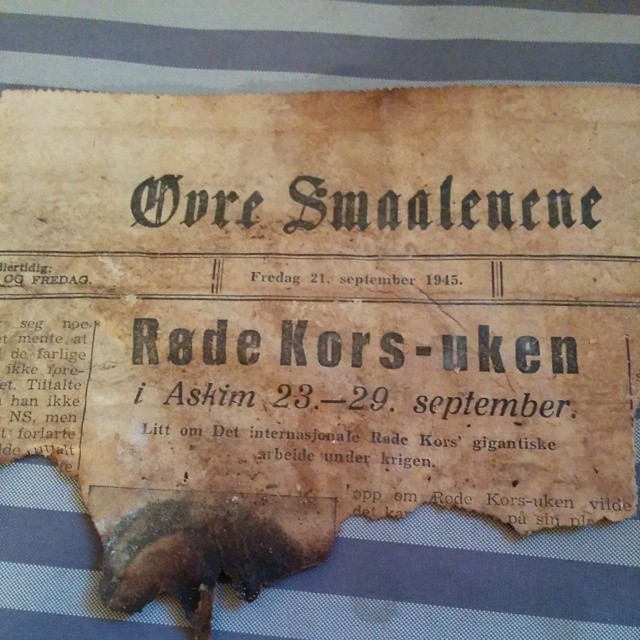 Øvre Smaalenene
OG FREDAG.
Fredag 21. september 1945.
seg noe
mente at
de farlige
ikke
et. Tiltalte
han ikke
NS, men
forlarte
Røde Kors-uken
i Askim 23.—29. september.
Litt om Det internasjonale Røde Kors' gigantiske
arbeide under krigen.
opp om Røde Kors-uken vilde
det
på sin